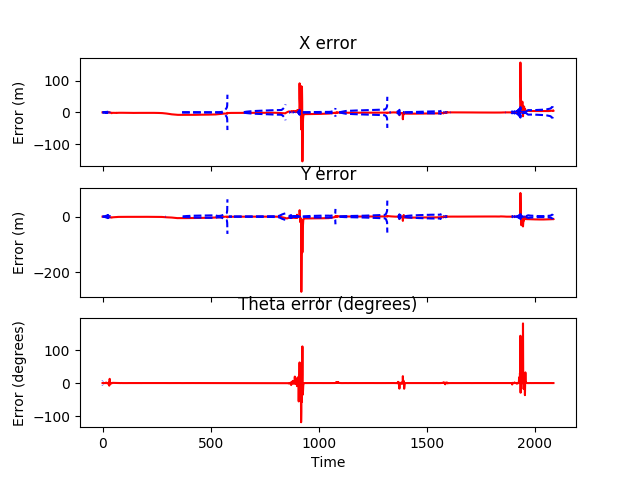 X error
Error (m)
100
0
−100
Y error
Error (m)
0
−200
Theta error (degrees)
Error (degrees)
100
0
−100
0
500
1000
1500
2000
Time